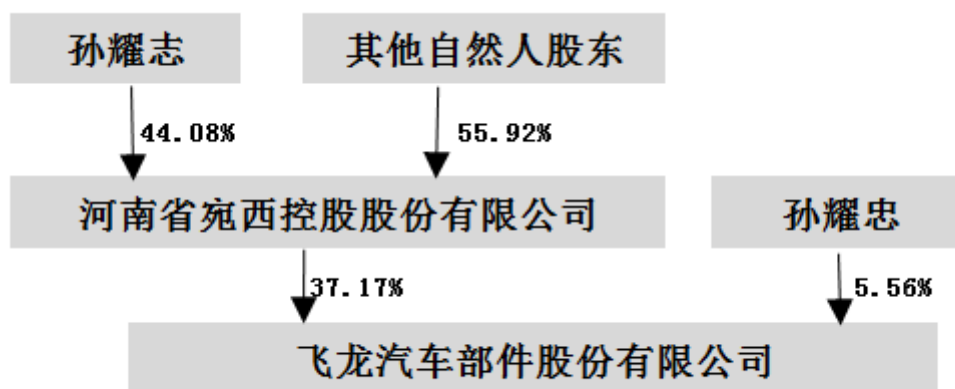 孙耀志
其他自然人股东
44.08%
55.92%
河南省宛西控股股份有限公司
孙耀忠
37.17%
5.56%
飞龙汽车部件股份有限公司